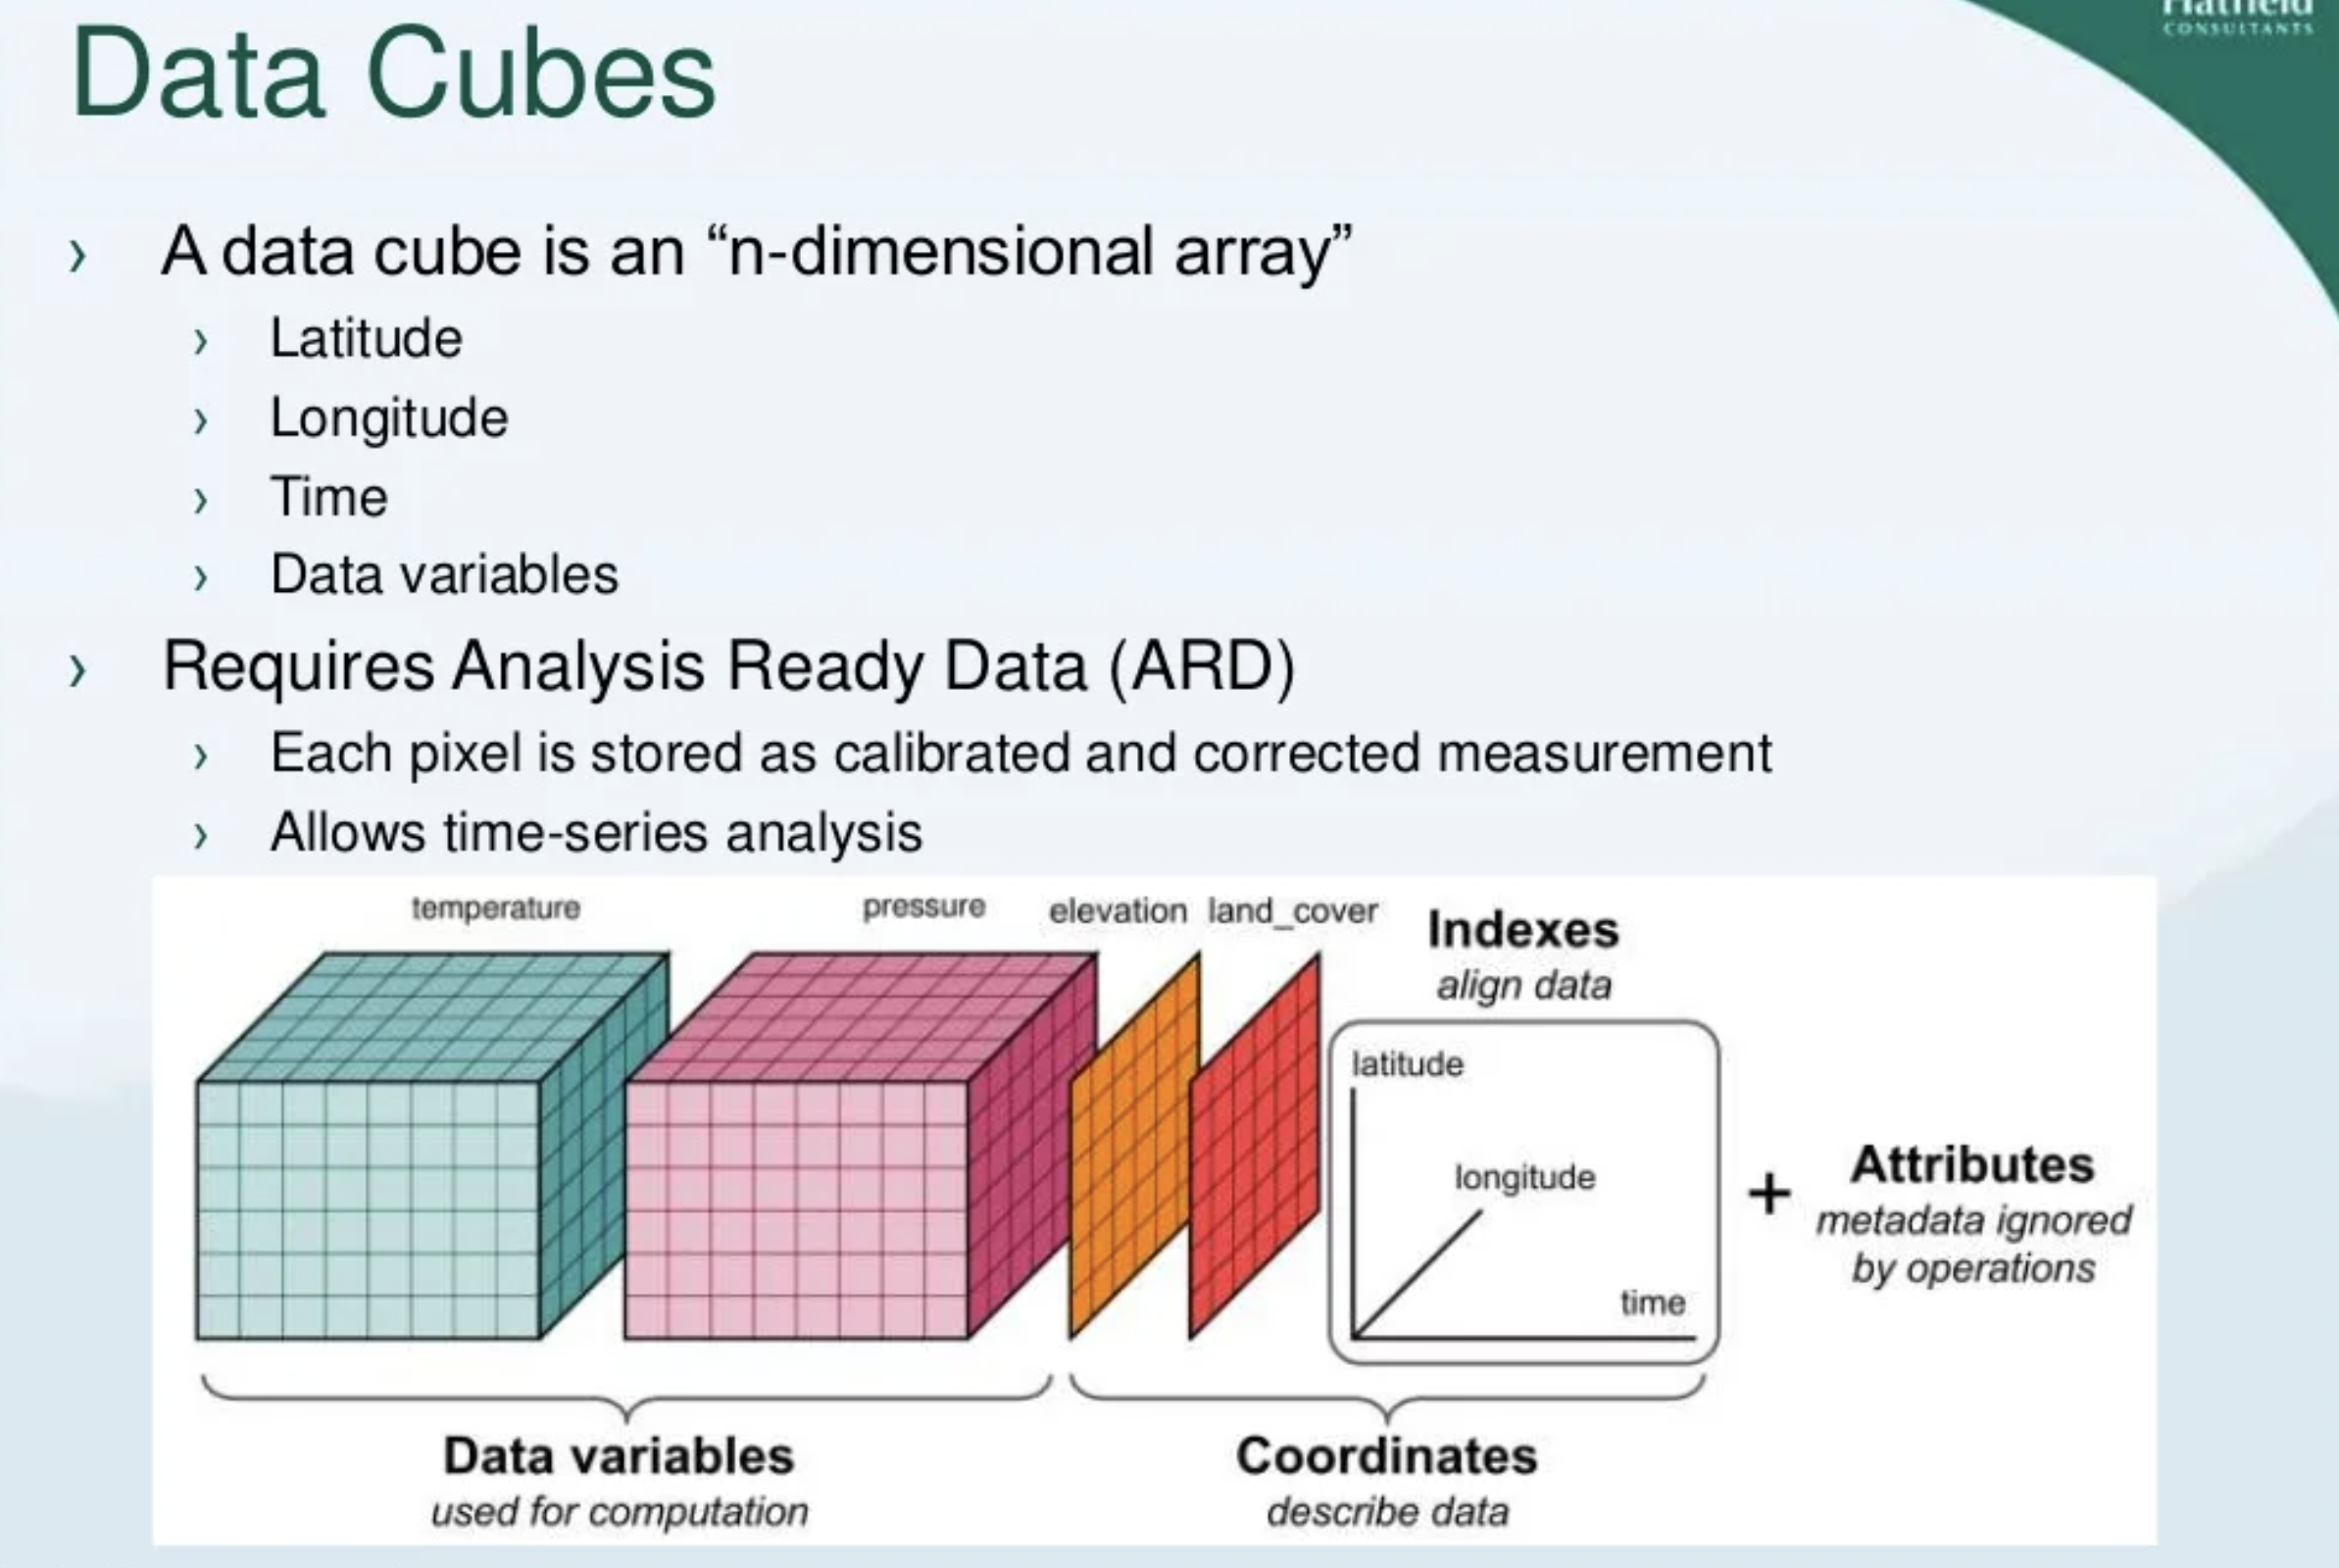 Hatfield
CONSULTANTS
Data Cubes
› A data cube is an “n-dimensional array”
› Latitude
› Longitude
› Time
› Data variables
› Requires Analysis Ready Data (ARD)
› Each pixel is stored as calibrated and corrected measurement
› Allows time-series analysis
temperature
pressure
elevation
land_cover
Indexes
align data
latitude
longitude
time
+
Attributes
metadata ignored
by operations
Data variables
used for computation
Coordinates
describe data